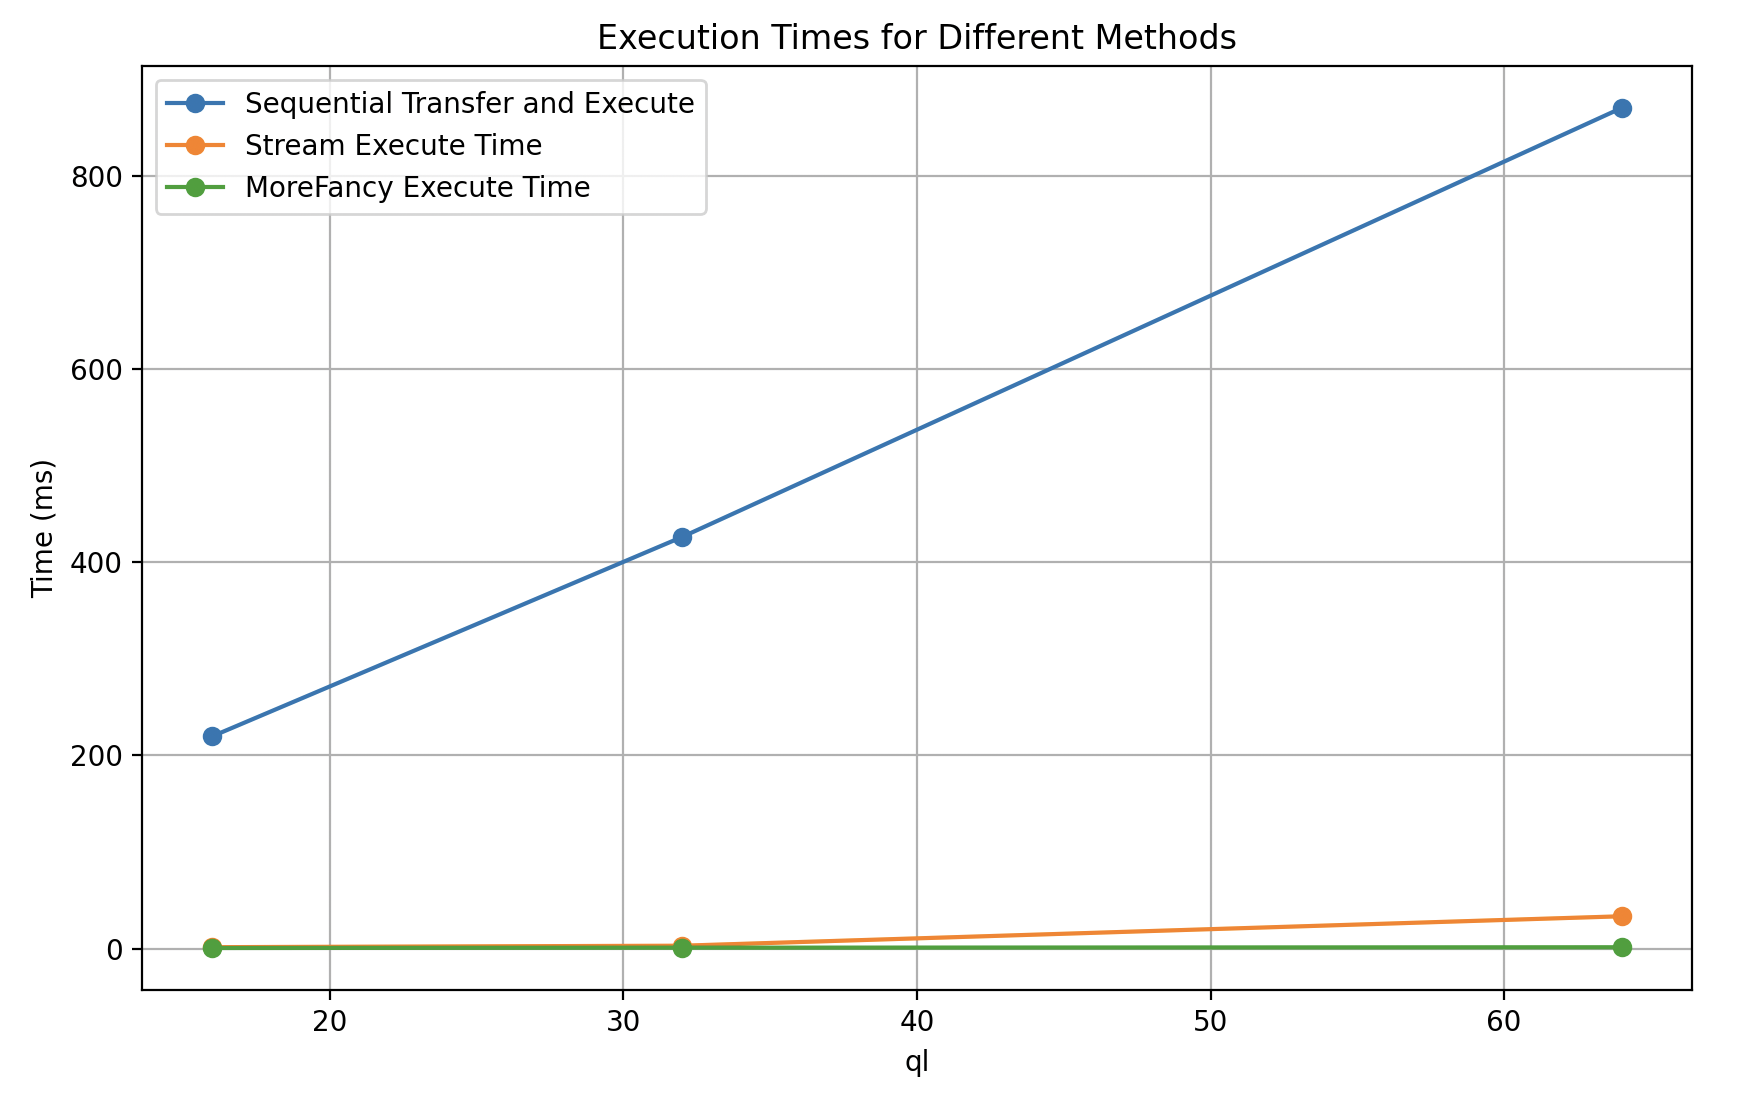 Execution Times for Different Methods
Sequential Transfer and Execute
Stream Execute Time
MoreFancy Execute Time
800
600
400
200
0
Time (ms)
20 30 40 50 60
ql